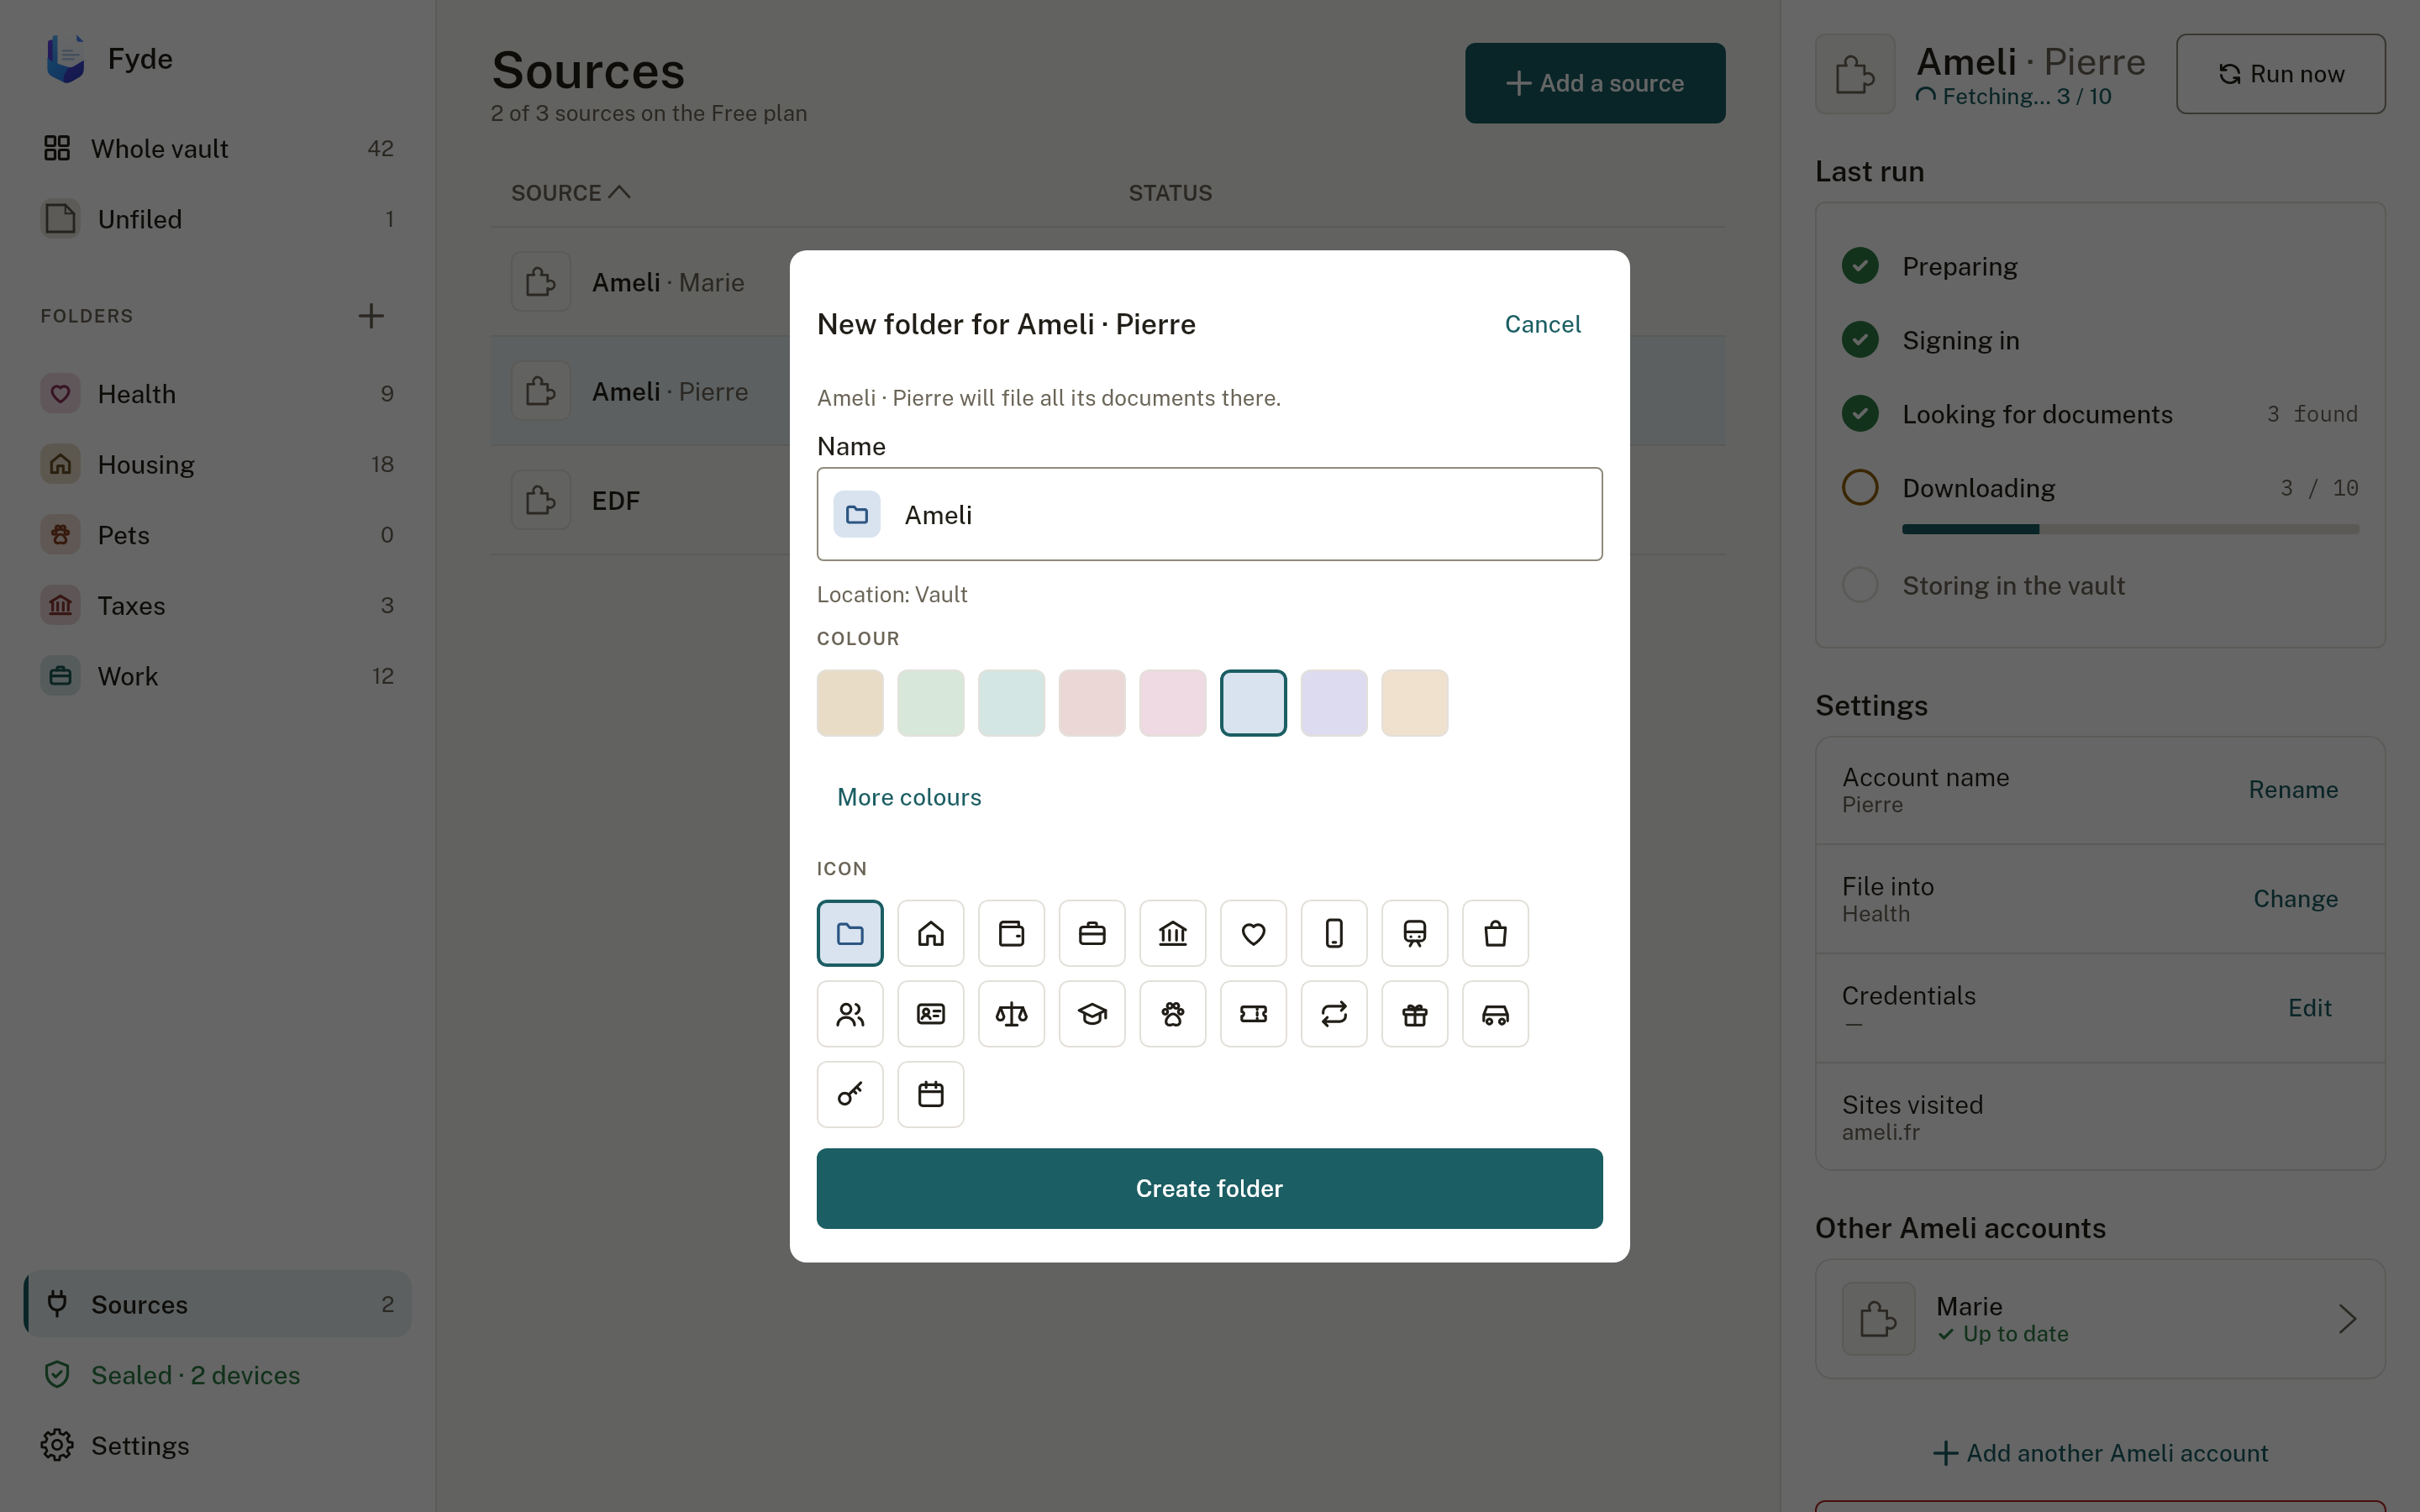 Fyde
Whole vault 42
Unfiled 1
FOLDERS
Health 9
Housing 18
Pets 0
Taxes 3
Work 12
Sources 2
Sealed · 2 devices
Settings
Sources
2 of 3 sources on the Free plan
Add a source
SOURCE STATUS
Ameli · Marie
Ameli · Pierre
EDF
New folder for Ameli · Pierre
Cancel
Ameli · Pierre will file all its documents there.
Name
Ameli
Location: Vault
COLOUR
More colours
ICON
Create folder
Ameli · Pierre
Fetching... 3 / 10
Run now
Last run
Preparing
Signing in
Looking for documents 3 found
Downloading 3 / 10
Storing in the vault
Settings
Account name
Pierre
Rename
File into
Health
Change
Credentials
—
Edit
Sites visited
ameli.fr
Other Ameli accounts
Marie
Up to date
Add another Ameli account